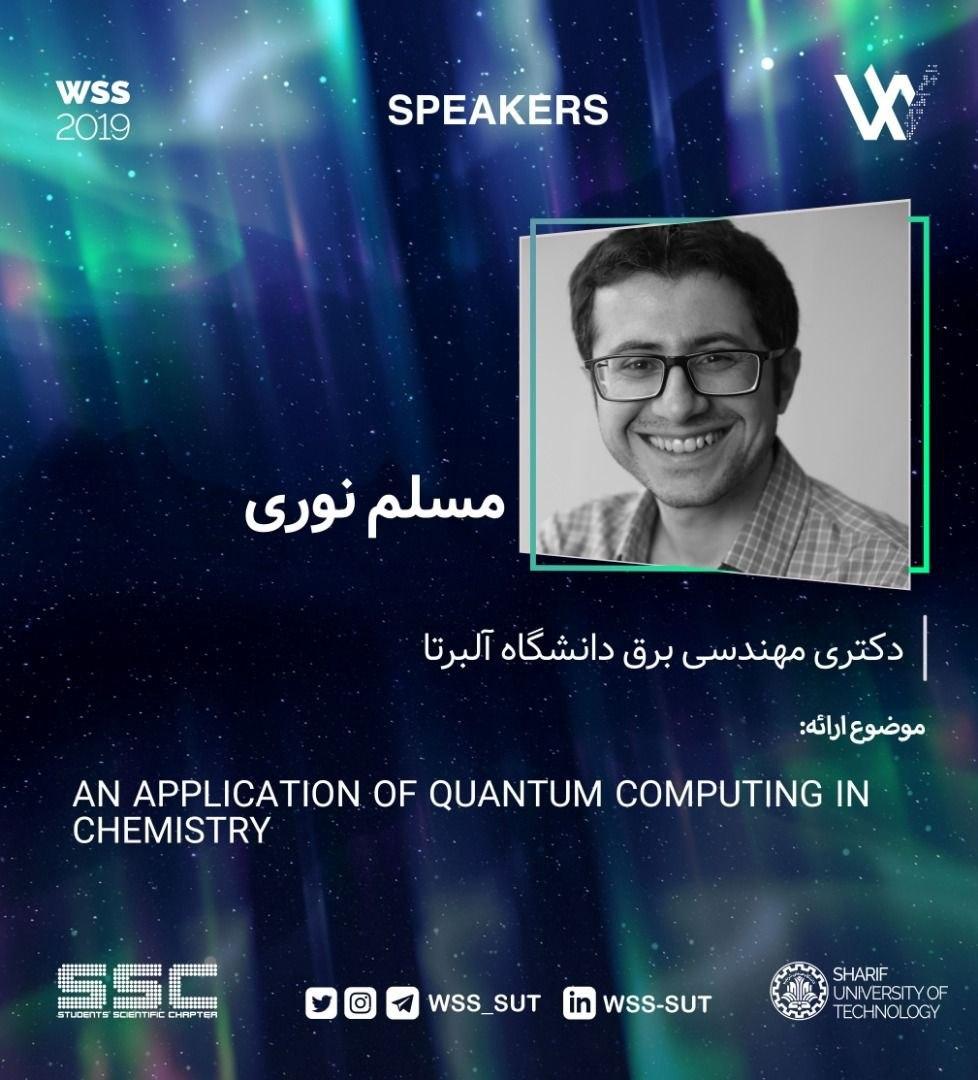 WSS
2019
SPEAKERS
مسلم نوری
دکتری مهندسی برق دانشگاه آلبرتا
موضوع ارائه:
AN APPLICATION OF QUANTUM COMPUTING IN
CHEMISTRY
SSC
STUDENTS' SCIENTIFIC CHAPTER
WSS_SUT
in WSS-SUT
SHARIF
UNIVERSITY OF
TECHNOLOGY